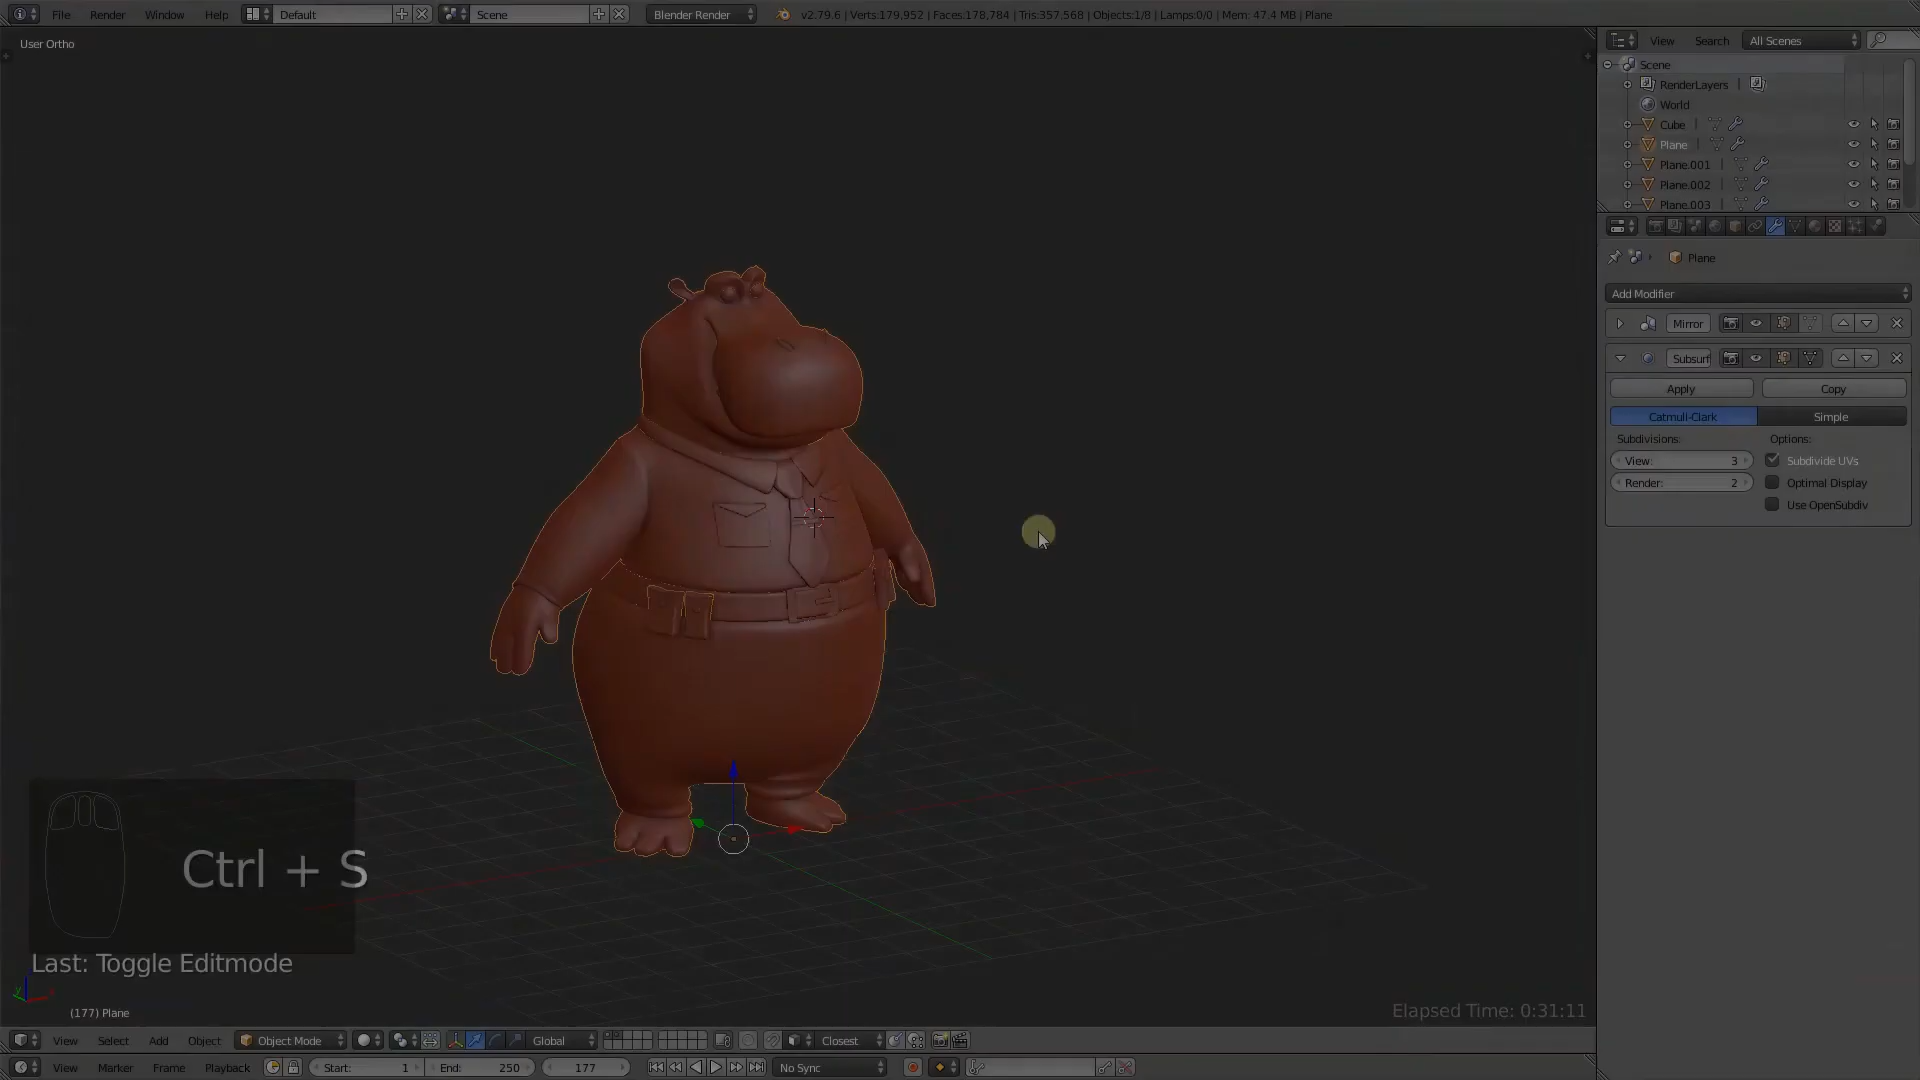 File Render Window Help Default Scene Blender Render v2.79.6 | Verts:179,952 | Faces:178,784 | Tris:357,568 | Objects:1/8 | Lamps:0/0 | Mem: 47.4 MB | Plane
User Ortho
View Search All Scenes
Scene
RenderLayers |
World
Cube |
Plane |
Plane.001 |
Plane.002 |
Plane.003 |
Plane
Add Modifier
Mirror
Subsurf
Apply Copy
Catmull-Clark Simple
Subdivisions: Options:
View: 3 Subdivide UVs
Render: 2 Optimal Display
Use OpenSubdiv
Ctrl + S
Last: Toggle Editmode
(177) Plane
Elapsed Time: 0:31:11
View Select Add Object Object Mode Global Closest
View Marker Frame Playback Start: 1 End: 250 177 No Sync